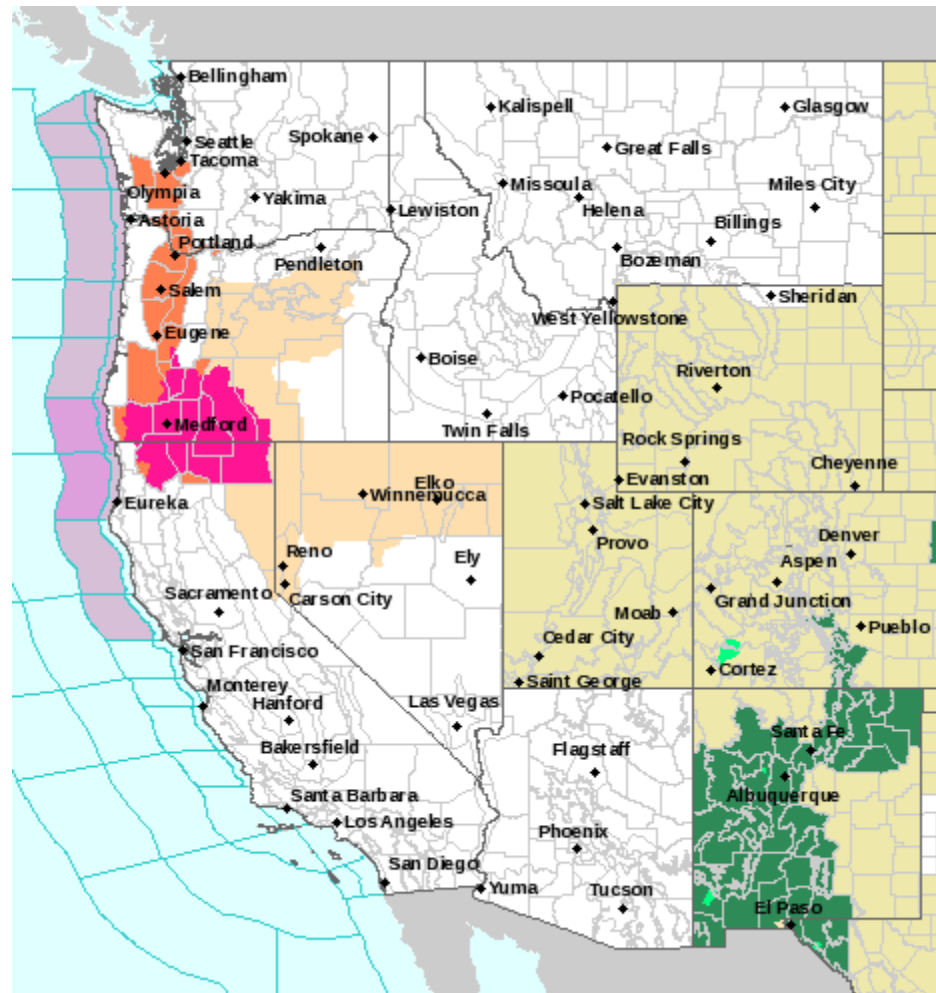 Bellingham
Kalispell
Glasgow
Seattle
Spokane
Great Falls
Tacoma
Olympia
Yakima
Missoula
Miles City
Helena
Lewiston
Astoria
Billings
Portland
Bozeman
Pendleton
Salem
Sheridan
West Yellowstone
Eugene
Boise
Riverton
Pocatello
Medford
Twin Falls
Rock Springs
Cheyenne
Elko
Evanston
Winnemucca
Eureka
Salt Lake City
Provo
Denver
Reno
Ely
Aspen
Sacramento
Carson City
Grand Junction
Moab
Pueblo
Cedar City
San Francisco
Cortez
Saint George
Monterey
Hanford
Las Vegas
Santa Fe
Bakersfield
Flagstaff
Albuquerque
Santa Barbara
Los Angeles
Phoenix
San Diego
Yuma
Tucson
El Paso